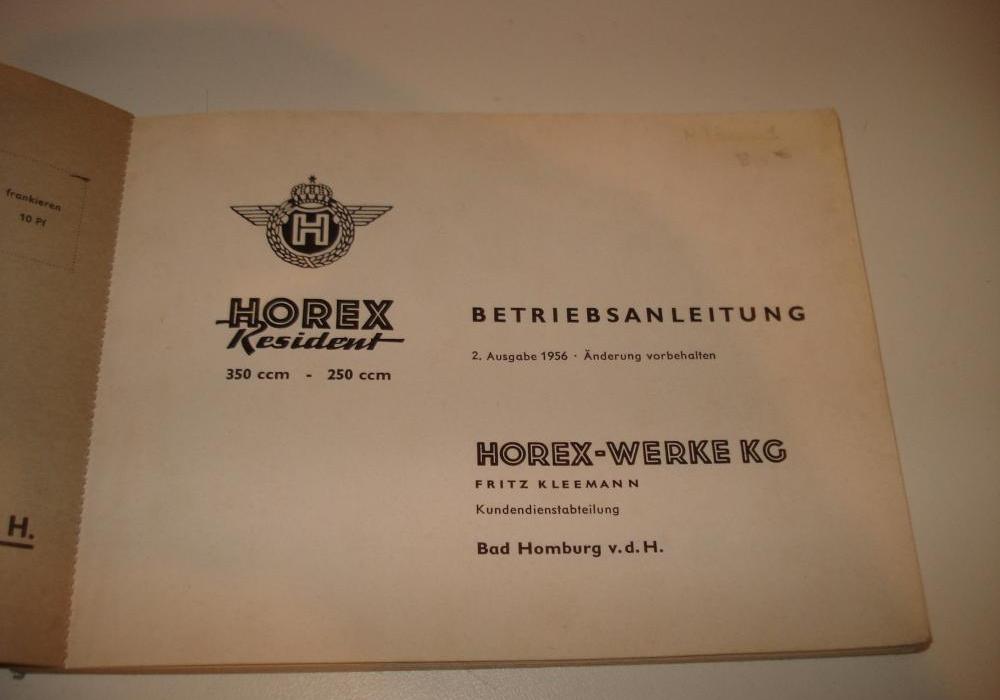 frankieren
10 Pf
H.
H
HOREX
Resident
350 ccm - 250 ccm
BETRIEBSANLEITUNG
2. Ausgabe 1956 · Änderung vorbehalten
HOREX-WERKE KG
FRITZ KLEEMANN
Kundendienstabteilung
Bad Homburg v.d.H.